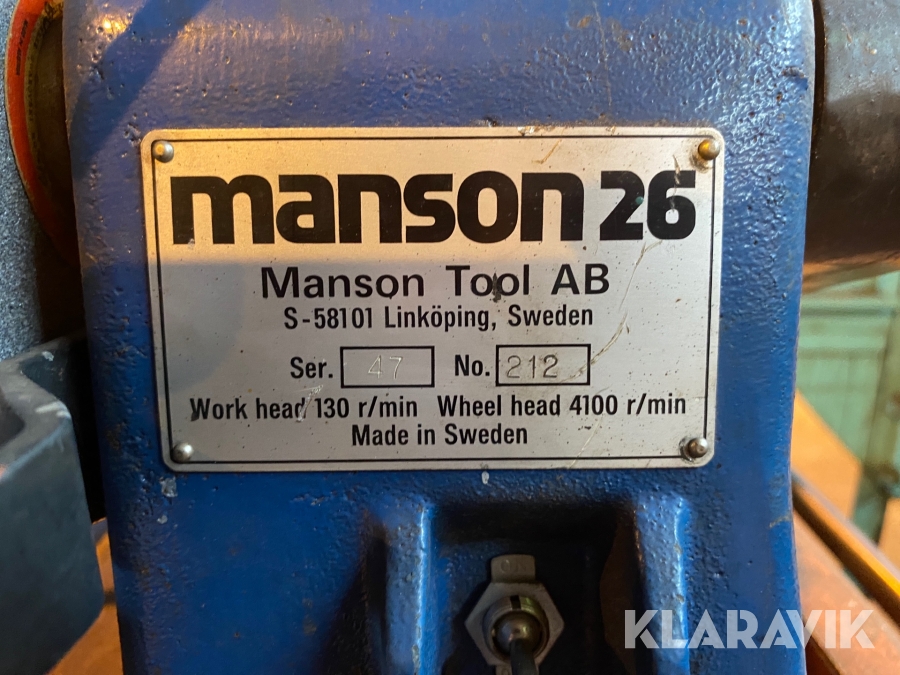 manson 26
Manson Tool AB
S-58101 Linköping, Sweden
Ser. 47 No. 212
Work head 130 r/min Wheel head 4100 r/min
Made in Sweden
KLARAVIK